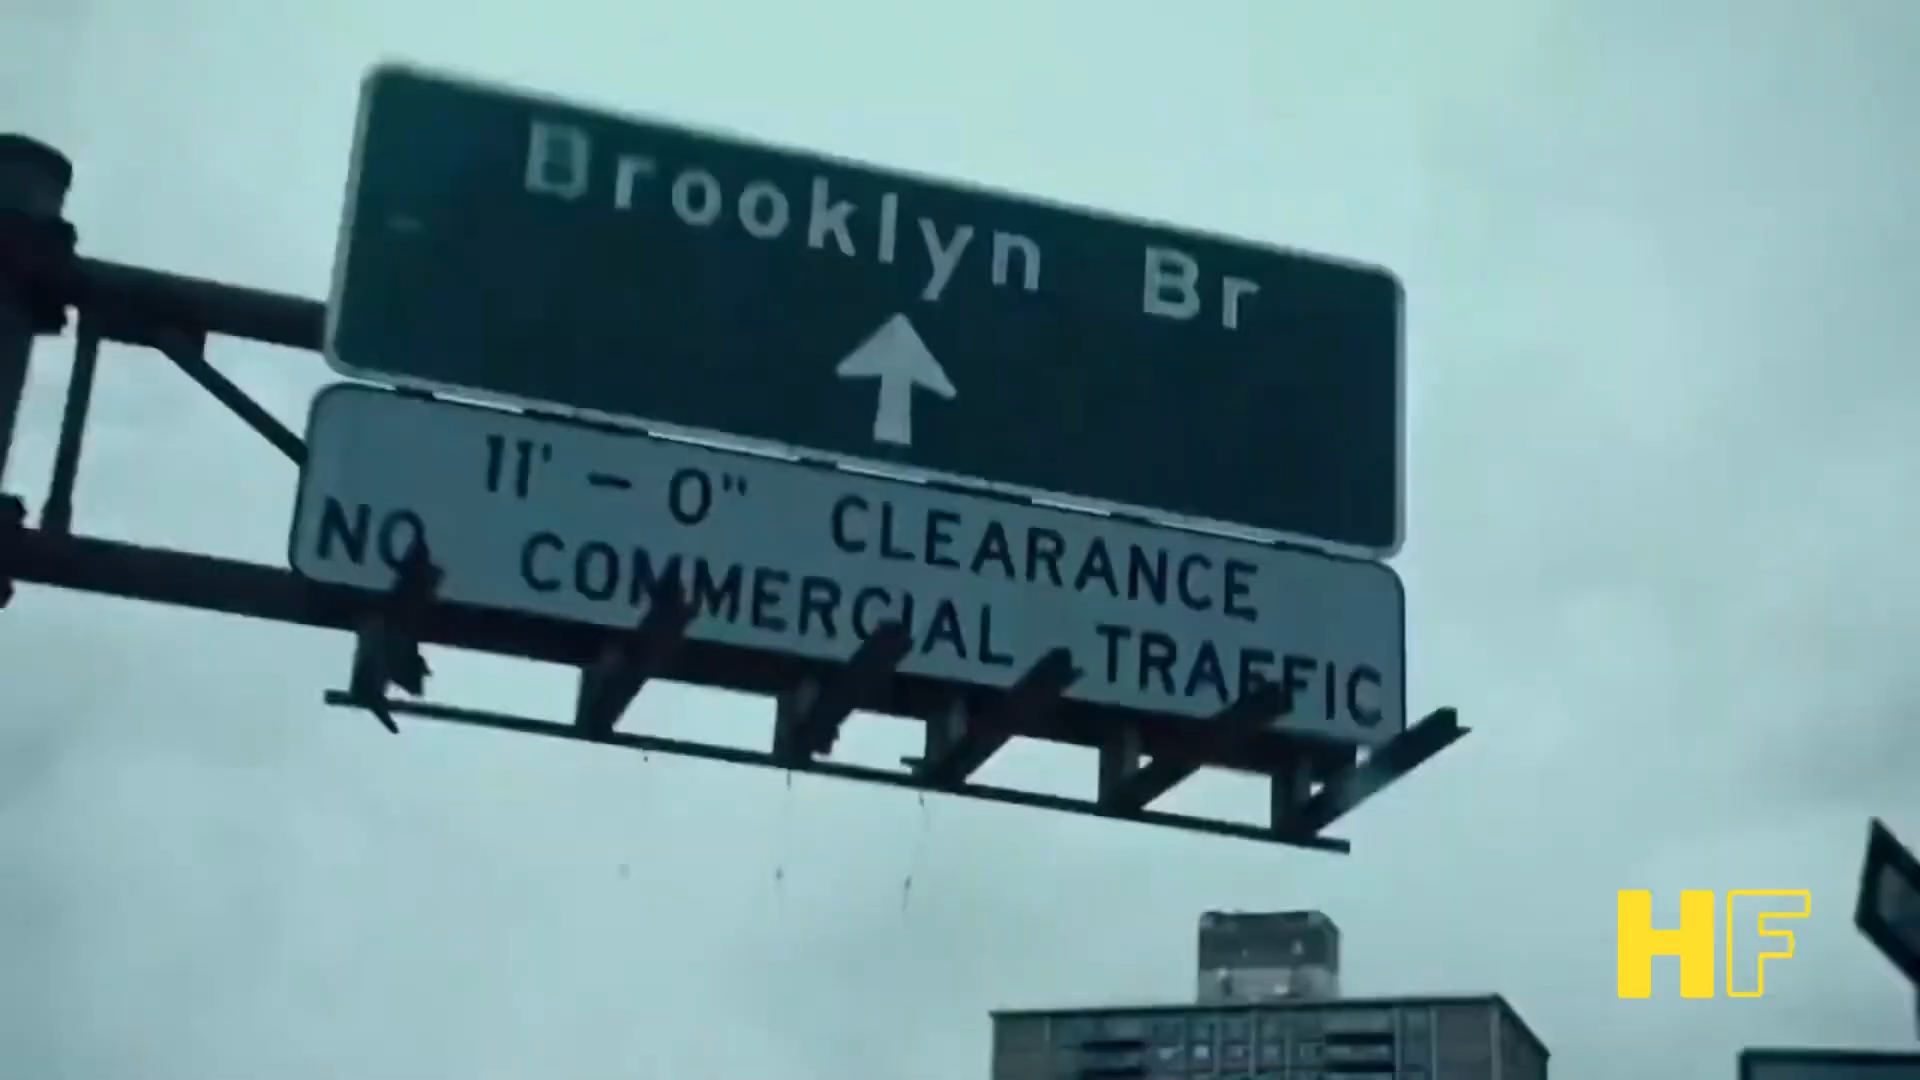 Brooklyn Br
11' - 0" CLEARANCE
NO COMMERCIAL TRAFFIC
HF